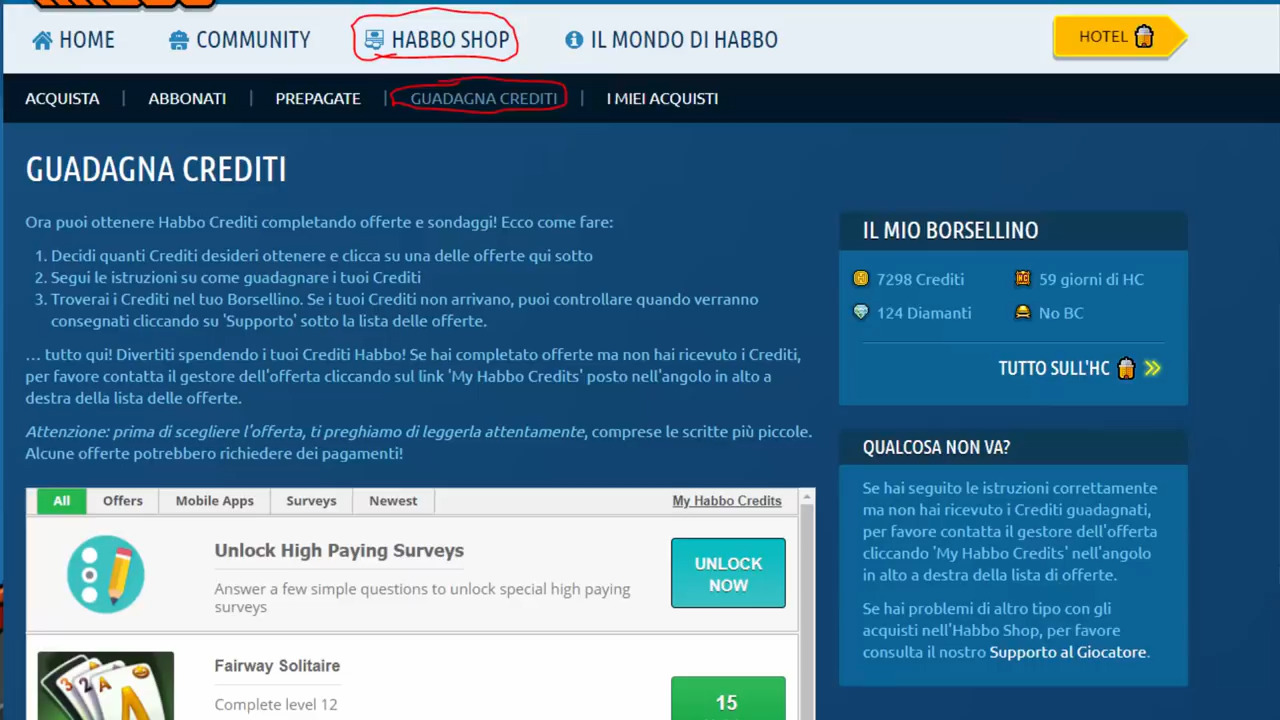 HOME
COMMUNITY
HABBO SHOP
IL MONDO DI HABBO
HOTEL
ACQUISTA | ABBONATI | PREPAGATE | GUADAGNA CREDITI | I MIEI ACQUISTI
GUADAGNA CREDITI
Ora puoi ottenere Habbo Crediti completando offerte e sondaggi! Ecco come fare:
1. Decidi quanti Crediti desideri ottenere e clicca su una delle offerte qui sotto
2. Segui le istruzioni su come guadagnare i tuoi Crediti
3. Troverai i Crediti nel tuo Borsellino. Se i tuoi Crediti non arrivano, puoi controllare quando verranno
consegnati cliccando su 'Supporto' sotto la lista delle offerte.
… tutto qui! Divertiti spendendo i tuoi Crediti Habbo! Se hai completato offerte ma non hai ricevuto i Crediti,
per favore contatta il gestore dell'offerta cliccando sul link 'My Habbo Credits' posto nell'angolo in alto a
destra della lista delle offerte.
Attenzione: prima di scegliere l'offerta, ti preghiamo di leggerla attentamente, comprese le scritte più piccole.
Alcune offerte potrebbero richiedere dei pagamenti!
All
Offers
Mobile Apps
Surveys
Newest
My Habbo Credits
Unlock High Paying Surveys
Answer a few simple questions to unlock special high paying
surveys
UNLOCK
NOW
Fairway Solitaire
Complete level 12
15
IL MIO BORSELLINO
7298 Crediti
59 giorni di HC
124 Diamanti
No BC
TUTTO SULL'HC
QUALCOSA NON VA?
Se hai seguito le istruzioni correttamente
ma non hai ricevuto i Crediti guadagnati,
per favore contatta il gestore dell'offerta
cliccando 'My Habbo Credits' nell'angolo
in alto a destra della lista di offerte.
Se hai problemi di altro tipo con gli
acquisti nell'Habbo Shop, per favore
consulta il nostro Supporto al Giocatore.